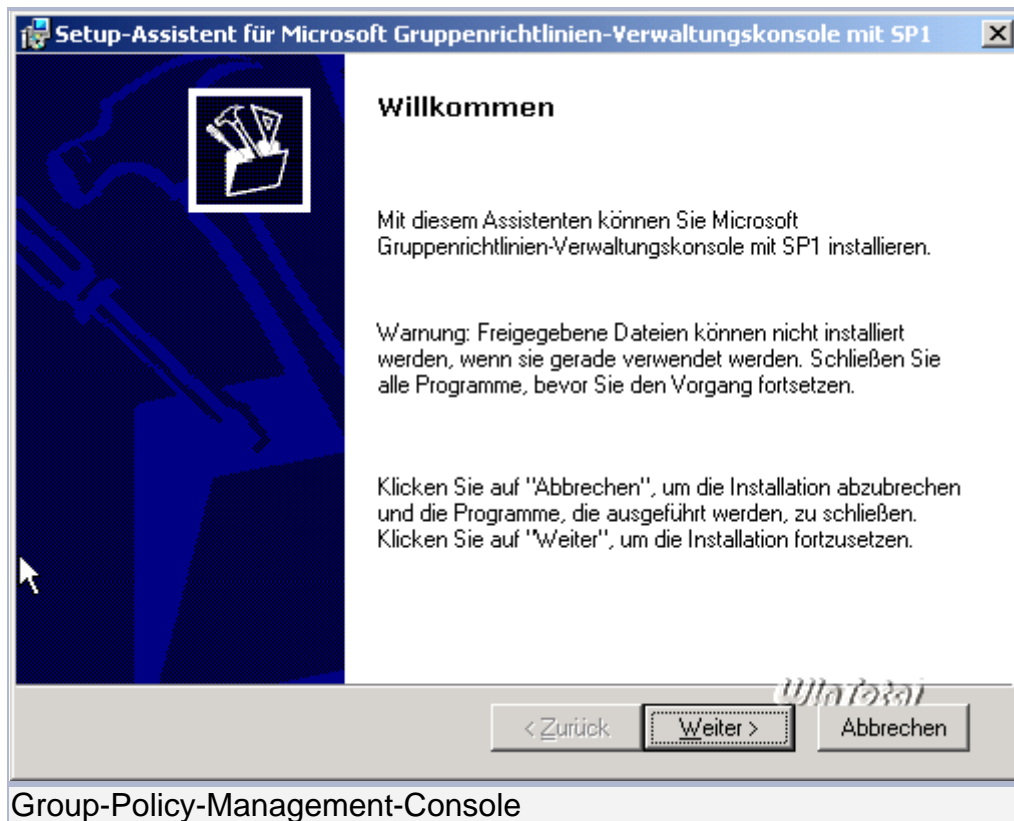 Setup-Assistent für Microsoft Gruppenrichtlinien-Verwaltungskonsole mit SP1
Willkommen
Mit diesem Assistenten können Sie Microsoft
Gruppenrichtlinien-Verwaltungskonsole mit SP1 installieren.
Warnung: Freigegebene Dateien können nicht installiert
werden, wenn sie gerade verwendet werden. Schließen Sie
alle Programme, bevor Sie den Vorgang fortsetzen.
Klicken Sie auf "Abbrechen", um die Installation abzubrechen
und die Programme, die ausgeführt werden, zu schließen.
Klicken Sie auf "Weiter", um die Installation fortzusetzen.
WinTotal
< Zurück Weiter > Abbrechen
Group-Policy-Management-Console